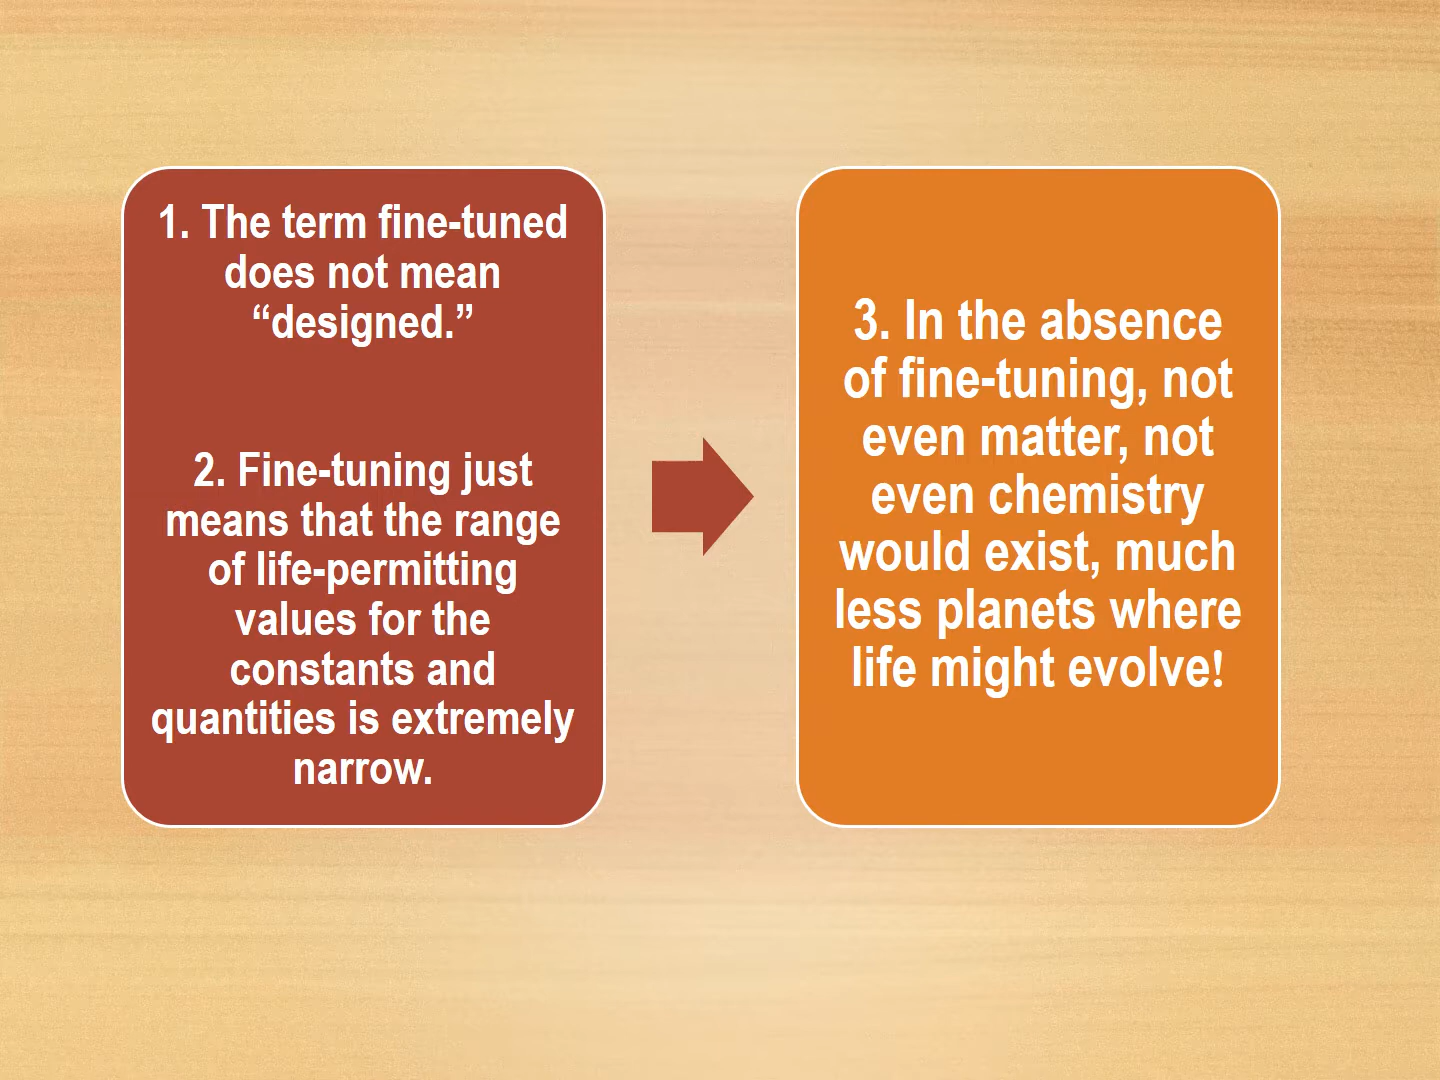 1. The term fine-tuned
does not mean
“designed.”
2. Fine-tuning just
means that the range
of life-permitting
values for the
constants and
quantities is extremely
narrow.
3. In the absence
of fine-tuning, not
even matter, not
even chemistry
would exist, much
less planets where
life might evolve!